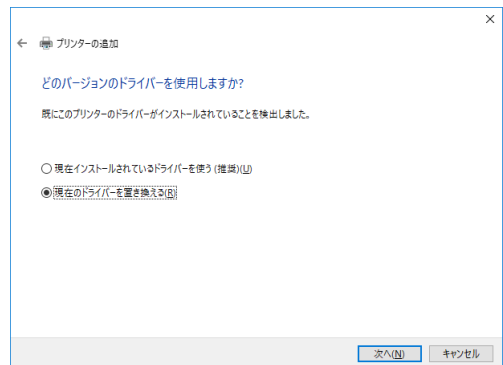 プリンターの追加
どのバージョンのドライバーを使用しますか?
既にこのプリンターのドライバーがインストールされていることを検出しました。
現在インストールされているドライバーを使う (推奨)(U)
現在のドライバーを置き換える(R)
次へ(N) キャンセル